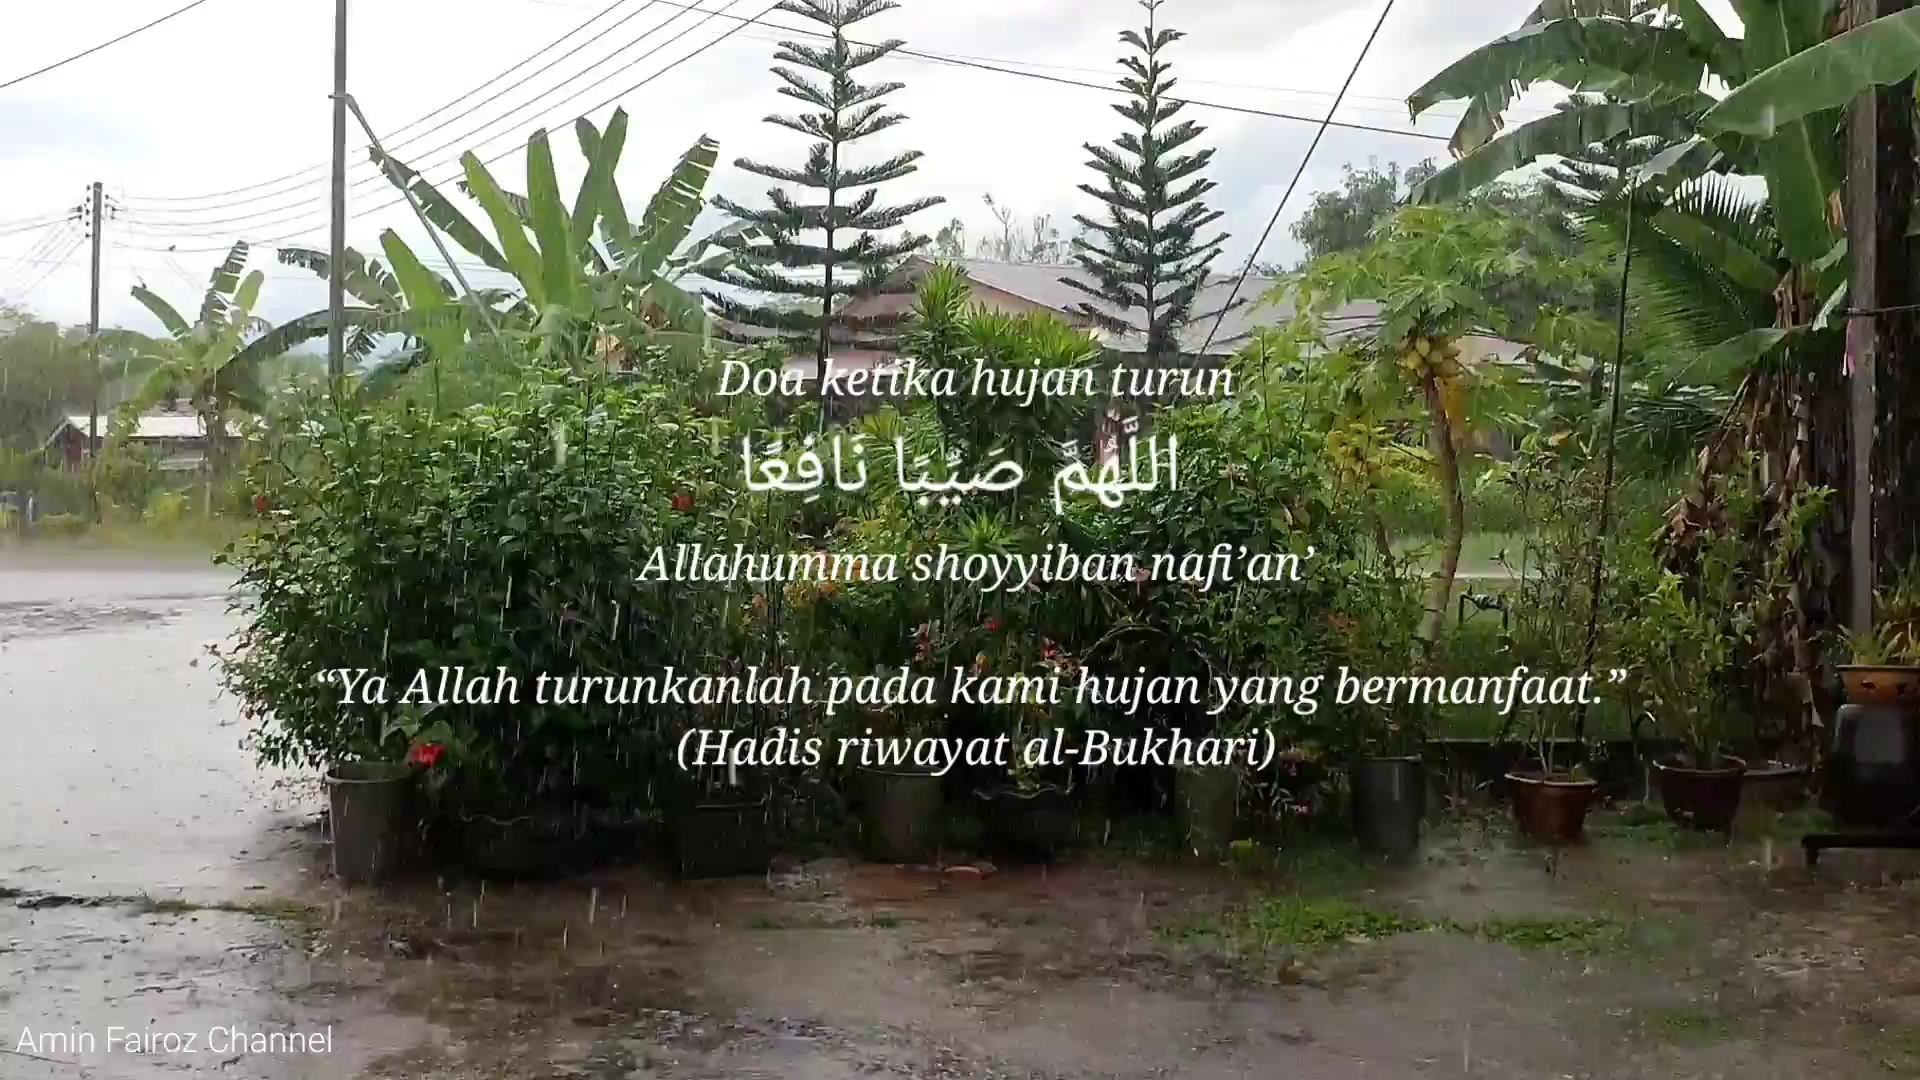 Doa ketika hujan turun
اللَّهُمَّ صَيِّبًا نَافِعًا
Allahumma shoyyiban nafi’an’
“Ya Allah turunkanlah pada kami hujan yang bermanfaat.”
(Hadis riwayat al-Bukhari)
Amin Fairoz Channel